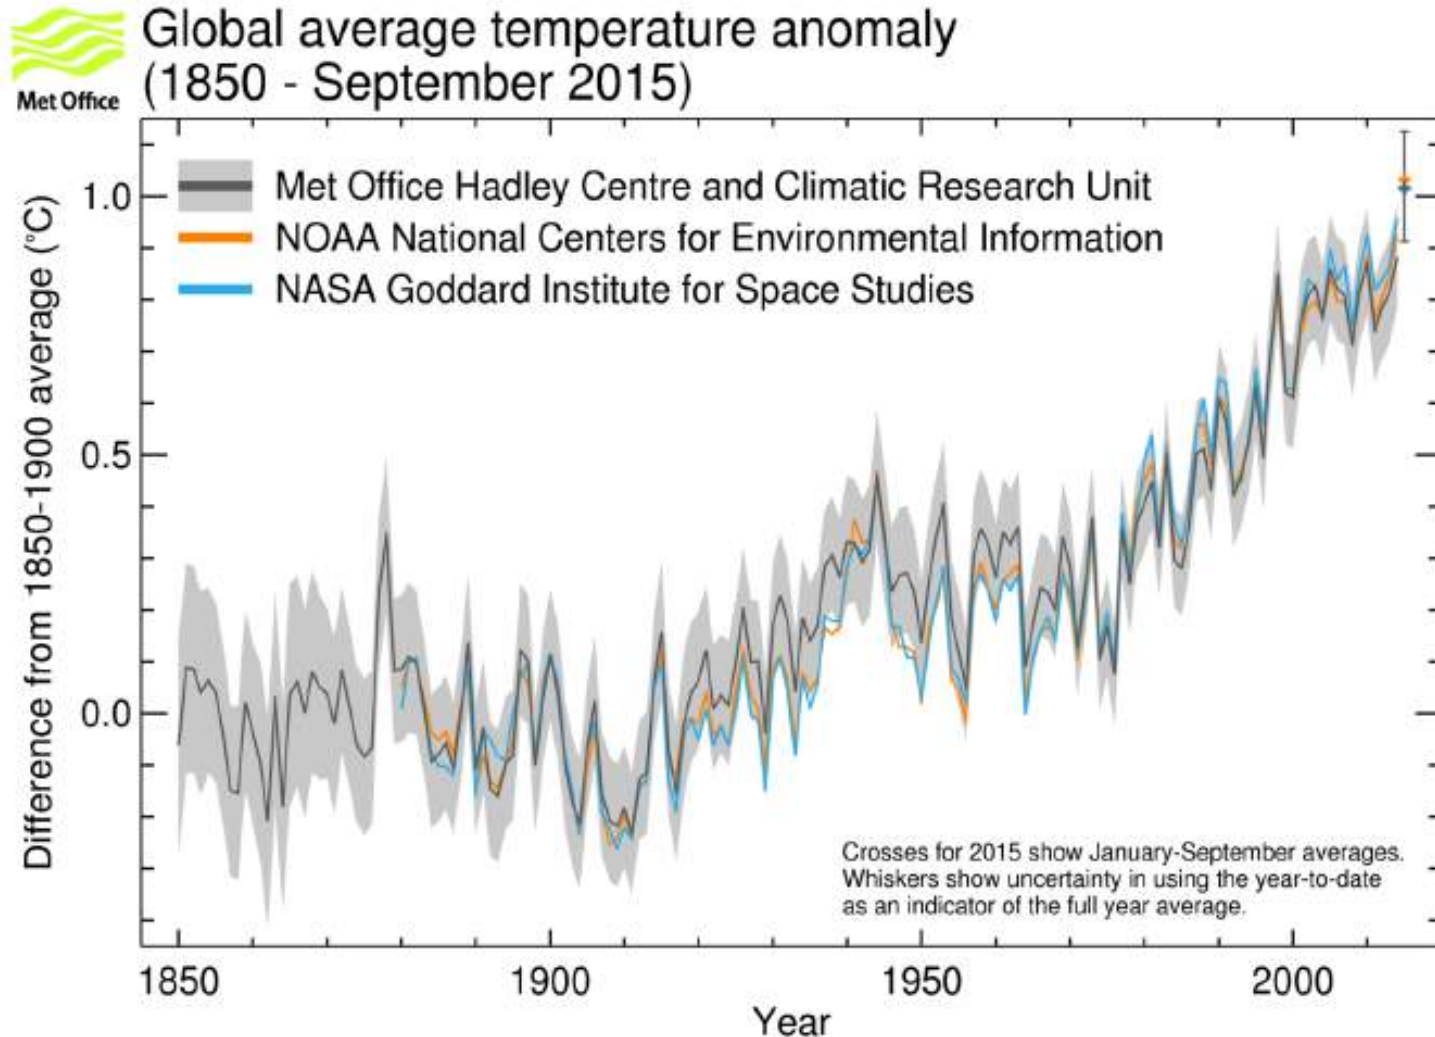 Global average temperature anomaly
(1850 - September 2015)
Met Office
Met Office Hadley Centre and Climatic Research Unit
NOAA National Centers for Environmental Information
NASA Goddard Institute for Space Studies
Difference from 1850-1900 average (°C)
1.0
0.5
0.0
Crosses for 2015 show January-September averages.
Whiskers show uncertainty in using the year-to-date
as an indicator of the full year average.
1850 1900 1950 2000
Year